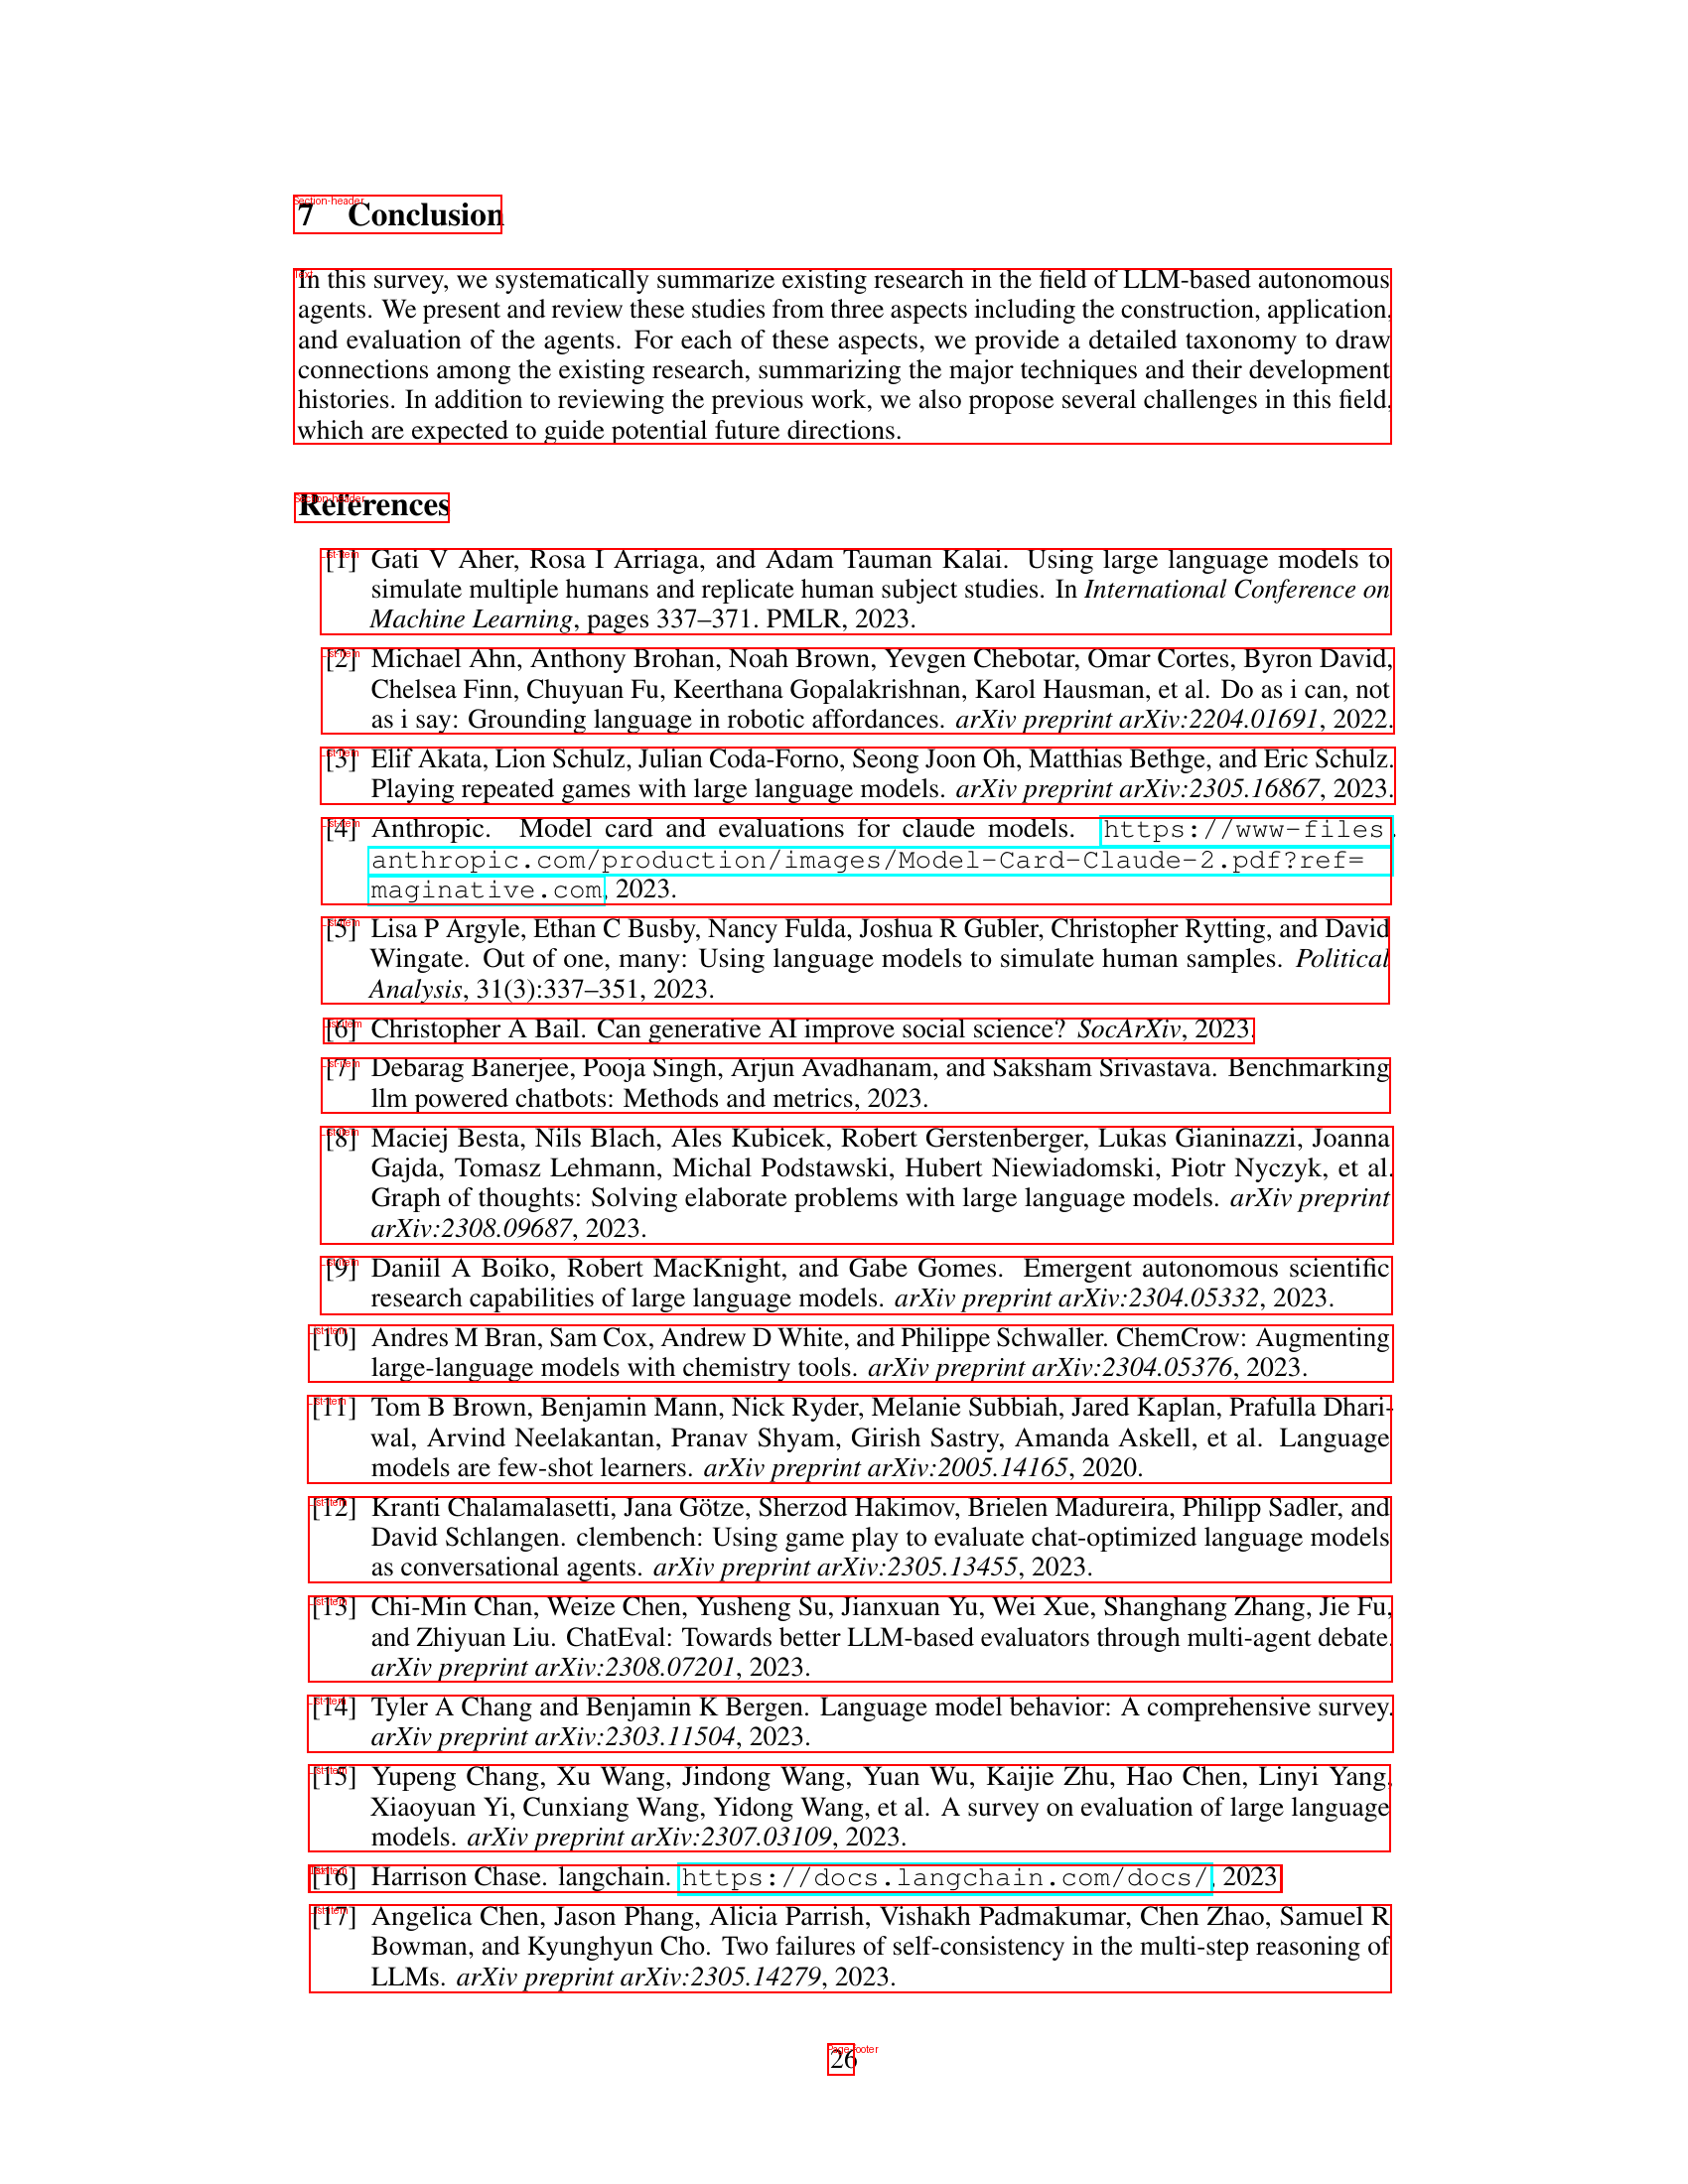 7 Conclusion
In this survey, we systematically summarize existing research in the field of LLM-based autonomous
agents. We present and review these studies from three aspects including the construction, application,
and evaluation of the agents. For each of these aspects, we provide a detailed taxonomy to draw
connections among the existing research, summarizing the major techniques and their development
histories. In addition to reviewing the previous work, we also propose several challenges in this field,
which are expected to guide potential future directions.
References
[1] Gati V Aher, Rosa I Arriaga, and Adam Tauman Kalai. Using large language models to
simulate multiple humans and replicate human subject studies. In International Conference on
Machine Learning, pages 337–371. PMLR, 2023.
[2] Michael Ahn, Anthony Brohan, Noah Brown, Yevgen Chebotar, Omar Cortes, Byron David,
Chelsea Finn, Chuyuan Fu, Keerthana Gopalakrishnan, Karol Hausman, et al. Do as i can, not
as i say: Grounding language in robotic affordances. arXiv preprint arXiv:2204.01691, 2022.
[3] Elif Akata, Lion Schulz, Julian Coda-Forno, Seong Joon Oh, Matthias Bethge, and Eric Schulz.
Playing repeated games with large language models. arXiv preprint arXiv:2305.16867, 2023.
[4] Anthropic. Model card and evaluations for claude models. https://www-files.
anthropic.com/production/images/Model-Card-Claude-2.pdf?ref=
maginative.com, 2023.
[5] Lisa P Argyle, Ethan C Busby, Nancy Fulda, Joshua R Gubler, Christopher Rytting, and David
Wingate. Out of one, many: Using language models to simulate human samples. Political
Analysis, 31(3):337–351, 2023.
[6] Christopher A Bail. Can generative AI improve social science? SocArXiv, 2023.
[7] Debarag Banerjee, Pooja Singh, Arjun Avadhanam, and Saksham Srivastava. Benchmarking
llm powered chatbots: Methods and metrics, 2023.
[8] Maciej Besta, Nils Blach, Ales Kubicek, Robert Gerstenberger, Lukas Gianinazzi, Joanna
Gajda, Tomasz Lehmann, Michal Podstawski, Hubert Niewiadomski, Piotr Nyczyk, et al.
Graph of thoughts: Solving elaborate problems with large language models. arXiv preprint
arXiv:2308.09687, 2023.
[9] Daniil A Boiko, Robert MacKnight, and Gabe Gomes. Emergent autonomous scientific
research capabilities of large language models. arXiv preprint arXiv:2304.05332, 2023.
[10] Andres M Bran, Sam Cox, Andrew D White, and Philippe Schwaller. ChemCrow: Augmenting
large-language models with chemistry tools. arXiv preprint arXiv:2304.05376, 2023.
[11] Tom B Brown, Benjamin Mann, Nick Ryder, Melanie Subbiah, Jared Kaplan, Prafulla Dhari-
wal, Arvind Neelakantan, Pranav Shyam, Girish Sastry, Amanda Askell, et al. Language
models are few-shot learners. arXiv preprint arXiv:2005.14165, 2020.
[12] Kranti Chalamalasetti, Jana Götze, Sherzod Hakimov, Brielen Madureira, Philipp Sadler, and
David Schlangen. clembench: Using game play to evaluate chat-optimized language models
as conversational agents. arXiv preprint arXiv:2305.13455, 2023.
[13] Chi-Min Chan, Weize Chen, Yusheng Su, Jianxuan Yu, Wei Xue, Shanghang Zhang, Jie Fu,
and Zhiyuan Liu. ChatEval: Towards better LLM-based evaluators through multi-agent debate.
arXiv preprint arXiv:2308.07201, 2023.
[14] Tyler A Chang and Benjamin K Bergen. Language model behavior: A comprehensive survey.
arXiv preprint arXiv:2303.11504, 2023.
[15] Yupeng Chang, Xu Wang, Jindong Wang, Yuan Wu, Kaijie Zhu, Hao Chen, Linyi Yang,
Xiaoyuan Yi, Cunxiang Wang, Yidong Wang, et al. A survey on evaluation of large language
models. arXiv preprint arXiv:2307.03109, 2023.
[16] Harrison Chase. langchain. https://docs.langchain.com/docs/, 2023.
[17] Angelica Chen, Jason Phang, Alicia Parrish, Vishakh Padmakumar, Chen Zhao, Samuel R
Bowman, and Kyunghyun Cho. Two failures of self-consistency in the multi-step reasoning of
LLMs. arXiv preprint arXiv:2305.14279, 2023.
26